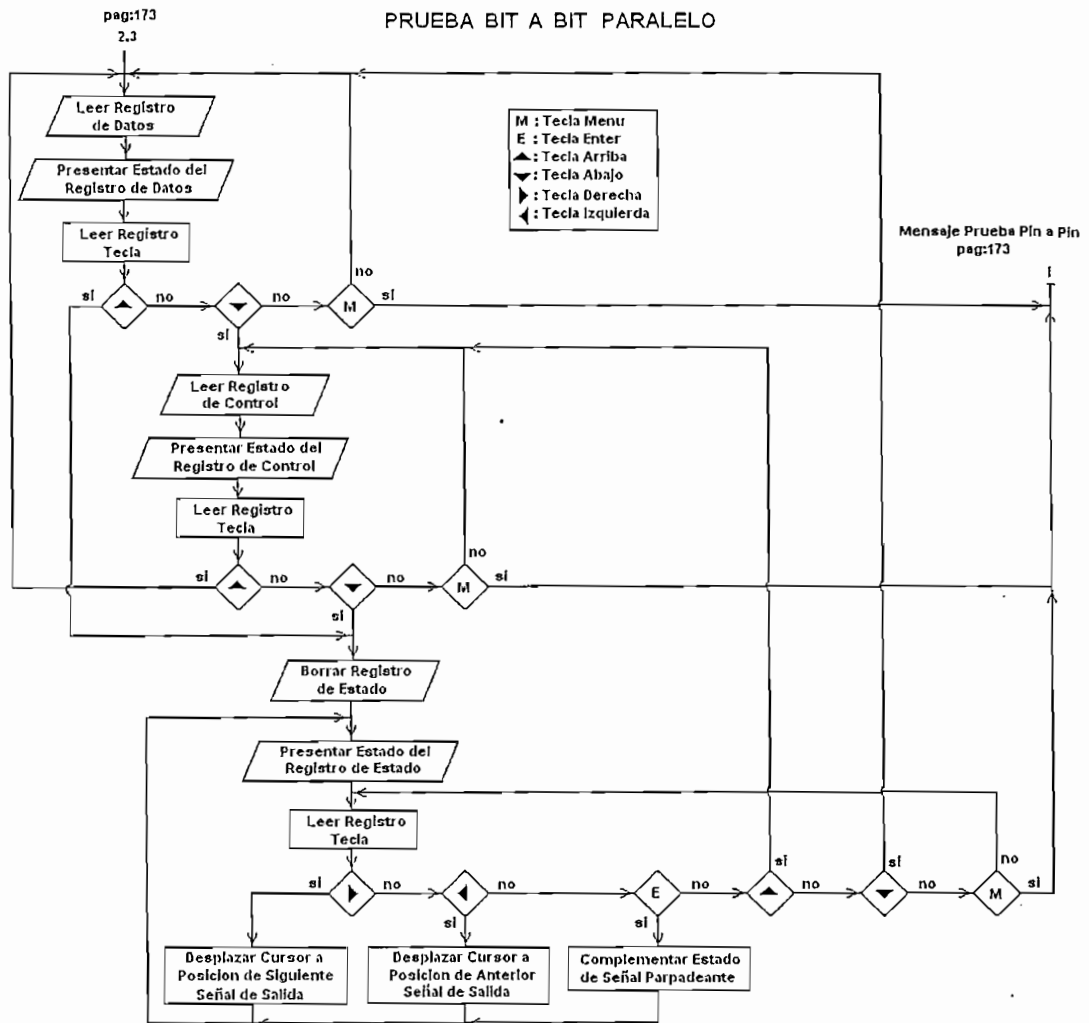 pag:173
2.3
PRUEBA BIT A BIT PARALELO
Leer Registro
de Datos
Presentar Estado del
Registro de Datos
Leer Registro
Tecla
M : Tecla Menu
E : Tecla Enter
: Tecla Arriba
: Tecla Abajo
: Tecla Derecha
: Tecla Izquierda
Mensaje Prueba Pin a Pin
pag:173
si
no
no
M
no
si
si
Leer Registro
de Control
Presentar Estado del
Registro de Control
Leer Registro
Tecla
si
no
no
M
no
si
si
Borrar Registro
de Estado
Presentar Estado del
Registro de Estado
Leer Registro
Tecla
si
no
no
E
no
si
no
si
no
M
no
si
si
si
Desplazar Cursor a
Posicion de Siguiente
Señal de Salida
Desplazar Cursor a
Posicion de Anterior
Señal de Salida
Complementar Estado
de Señal Parpadeante